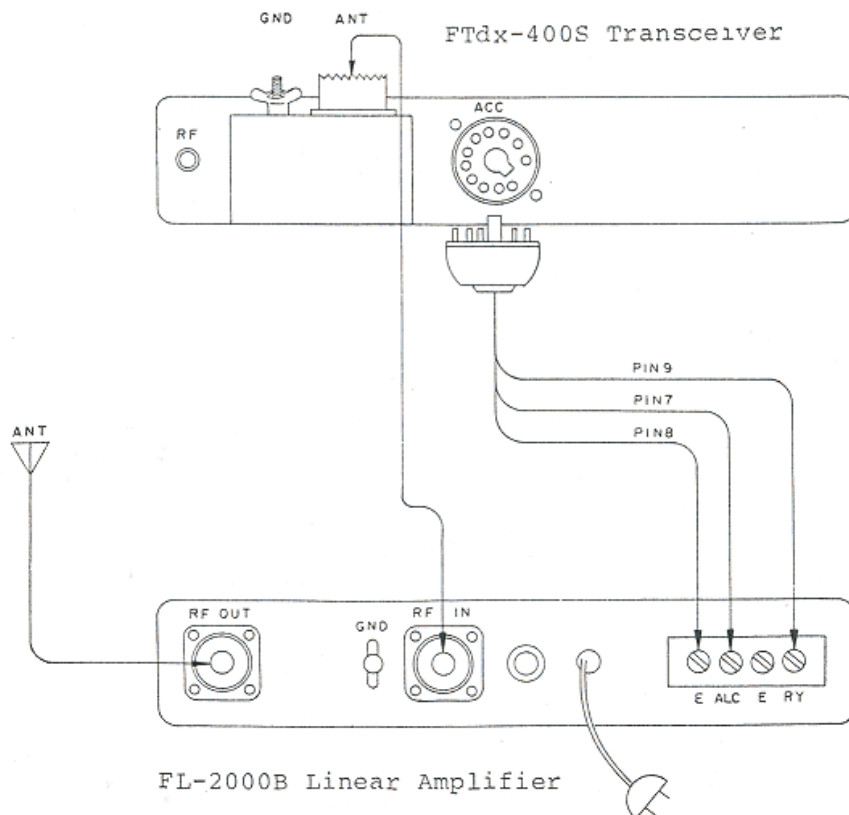 GND ANT
FTdx-400S Transceiver
ACC
RF
PIN9
PIN7
PIN8
ANT
RF OUT
GND
RF IN
E ALC E RY
FL-2000B Linear Amplifier